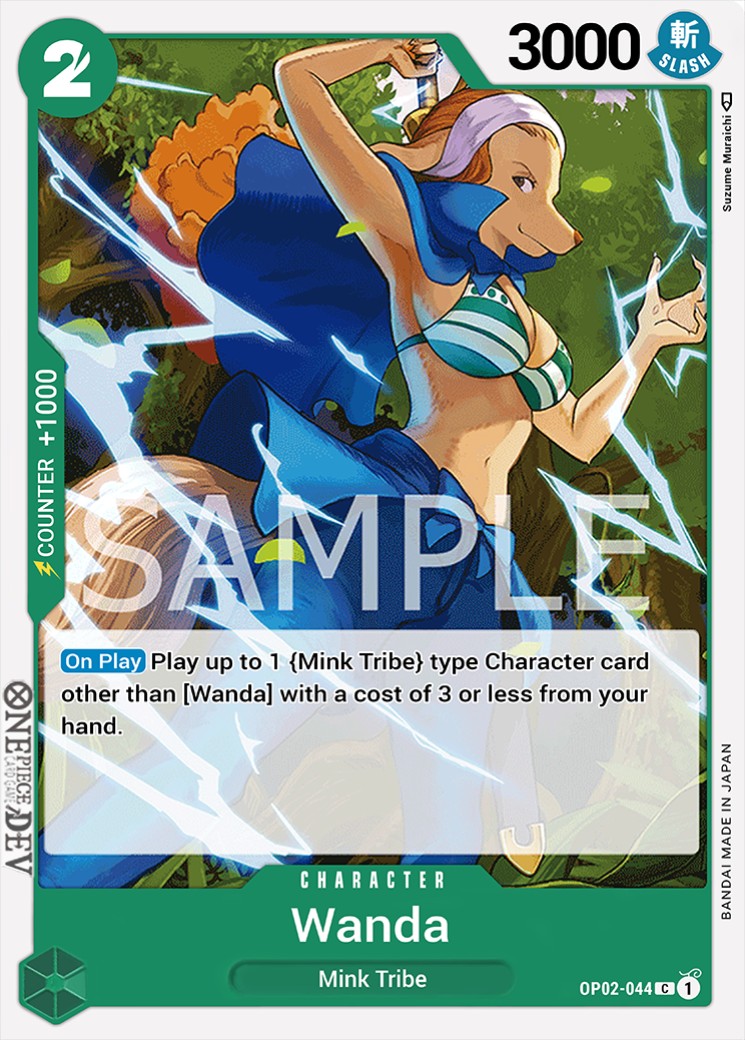 2
3000
斬
SLASH
Suzume Muraichi
COUNTER +1000
SAMPLE
On Play Play up to 1 {Mink Tribe} type Character card
other than [Wanda] with a cost of 3 or less from your
hand.
ONE PIECE
CARD GAME
DEV
BANDAI MADE IN JAPAN
CHARACTER
Wanda
Mink Tribe
OP02-044 C 1